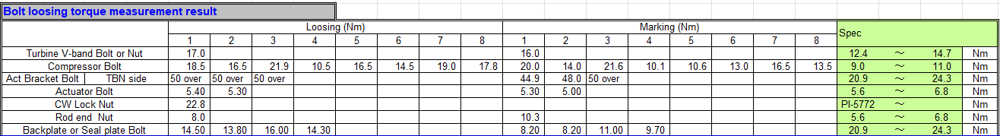 Bolt loosing torque measurement result
Loosing (Nm) Marking (Nm) Spec
1 2 3 4 5 6 7 8 1 2 3 4 5 6 7 8
Turbine V-band Bolt or Nut 17.0 16.0 12.4 ~ 14.7 Nm
Compressor Bolt 18.5 16.5 21.9 10.5 16.5 14.5 19.0 17.8 20.0 14.0 21.6 10.1 10.6 13.0 16.5 13.5 9.0 ~ 11.0 Nm
Act Bracket Bolt TBN side 50 over 50 over 50 over 44.9 48.0 50 over 20.9 ~ 24.3 Nm
Actuator Bolt 5.40 5.30 5.30 5.00 5.6 ~ 6.8 Nm
CW Lock Nut 22.8 PI-5772 ~ Nm
Rod end Nut 8.0 10.3 5.6 ~ 6.8 Nm
Backplate or Seal plate Bolt 14.50 13.80 16.00 14.30 8.20 8.20 11.00 9.70 20.9 ~ 24.3 Nm